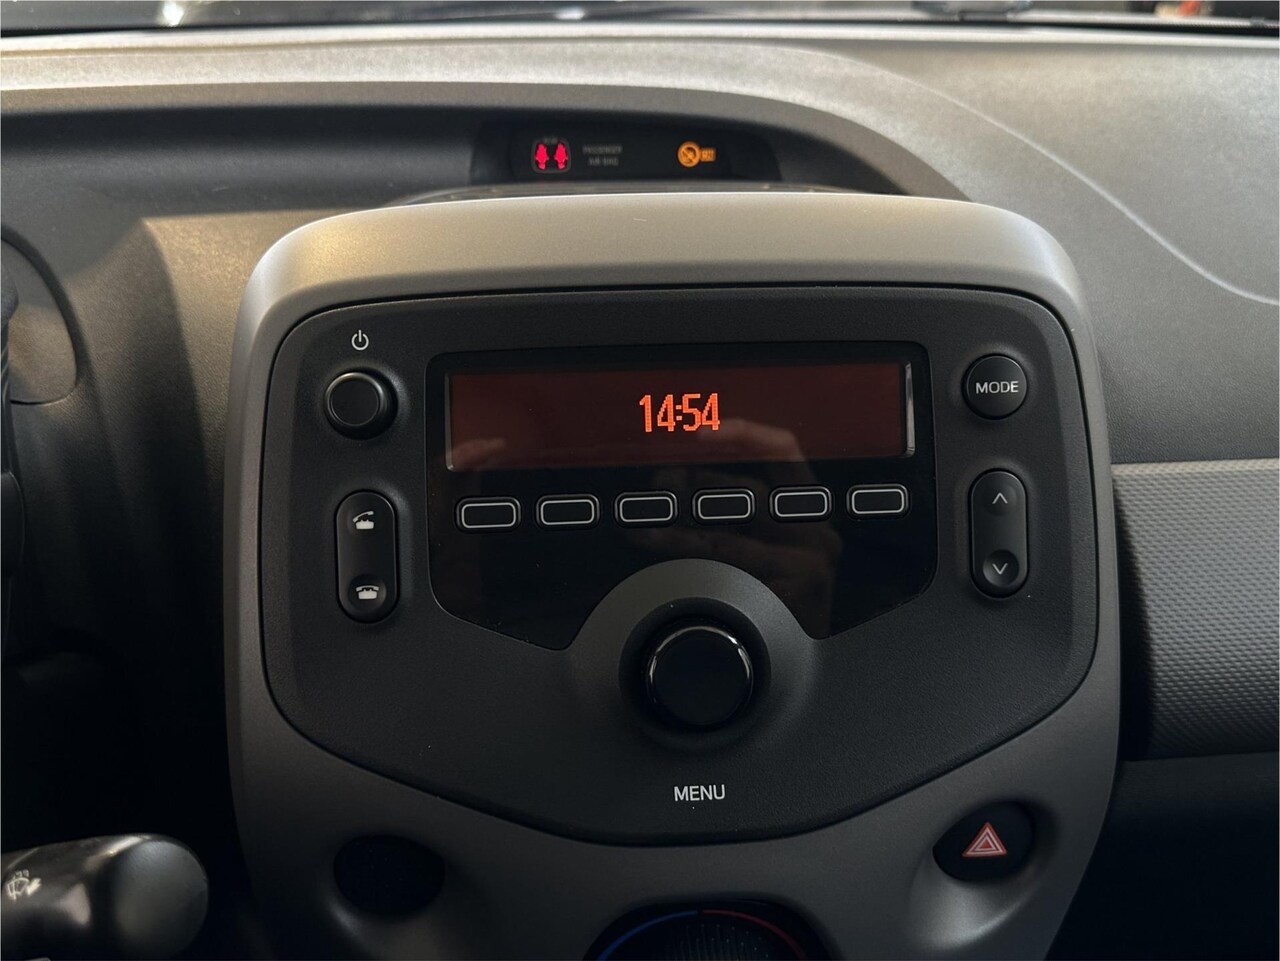 PASSENGER
AIR BAG
14:54
MODE
MENU